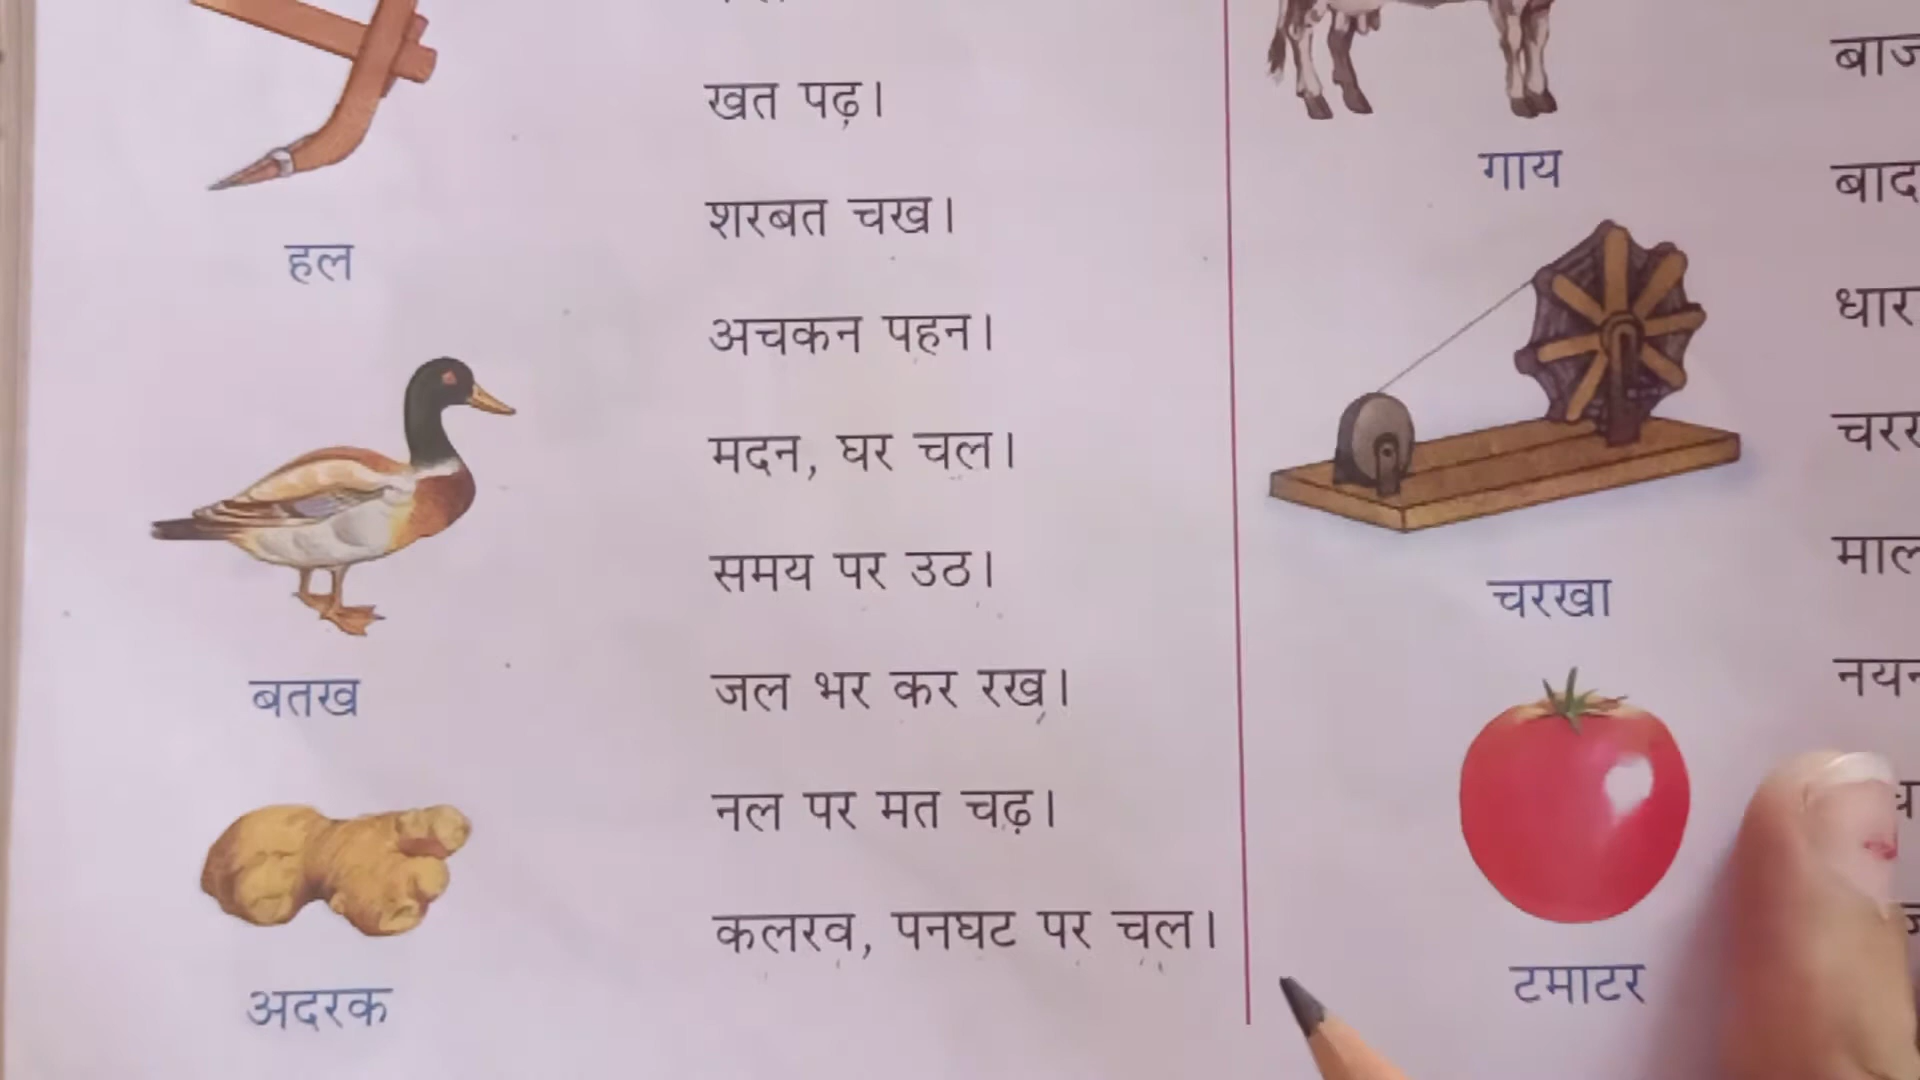 हल
बतख
अदरक
खत पढ़।
शरबत चख।
अचकन पहन।
मदन, घर चल।
समय पर उठ।
जल भर कर रख।
नल पर मत चढ़।
कलरव, पनघट पर चल।
गाय
चरखा
टमाटर